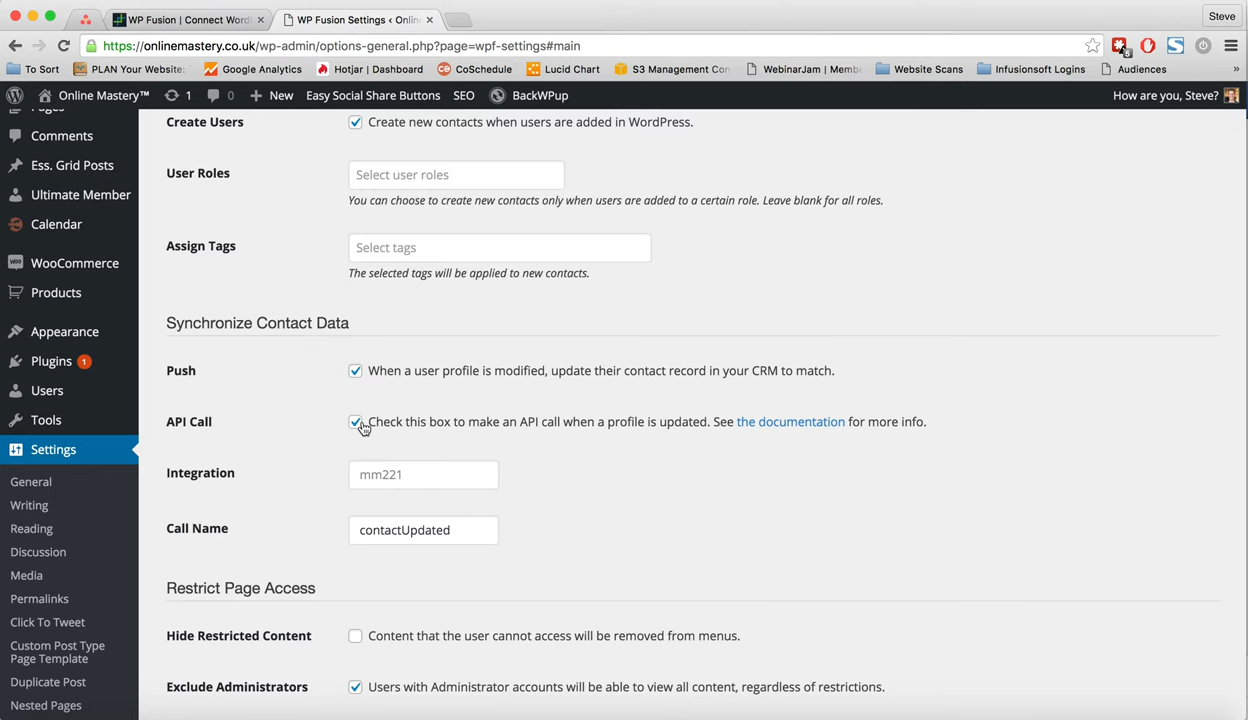 Steve
WP Fusion | Connect Word
WP Fusion Settings ‹ Onlin
https://onlinemastery.co.uk/wp-admin/options-general.php?page=wpf-settings#main
To Sort
PLAN Your Website:
Google Analytics
Hotjar | Dashboard
CoSchedule
Lucid Chart
S3 Management Con
WebinarJam | Memb
Website Scans
Infusionsoft Logins
Audiences
»
Online Mastery™
1
0
New
Easy Social Share Buttons
SEO
BackWPup
How are you, Steve?
Pages
Comments
Ess. Grid Posts
Ultimate Member
Calendar
WooCommerce
Products
Appearance
Plugins 1
Users
Tools
Settings
General
Writing
Reading
Discussion
Media
Permalinks
Click To Tweet
Custom Post Type
Page Template
Duplicate Post
Nested Pages
Create Users
Create new contacts when users are added in WordPress.
User Roles
Select user roles
You can choose to create new contacts only when users are added to a certain role. Leave blank for all roles.
Assign Tags
Select tags
The selected tags will be applied to new contacts.
Synchronize Contact Data
Push
When a user profile is modified, update their contact record in your CRM to match.
API Call
Check this box to make an API call when a profile is updated. See the documentation for more info.
Integration
mm221
Call Name
contactUpdated
Restrict Page Access
Hide Restricted Content
Content that the user cannot access will be removed from menus.
Exclude Administrators
Users with Administrator accounts will be able to view all content, regardless of restrictions.